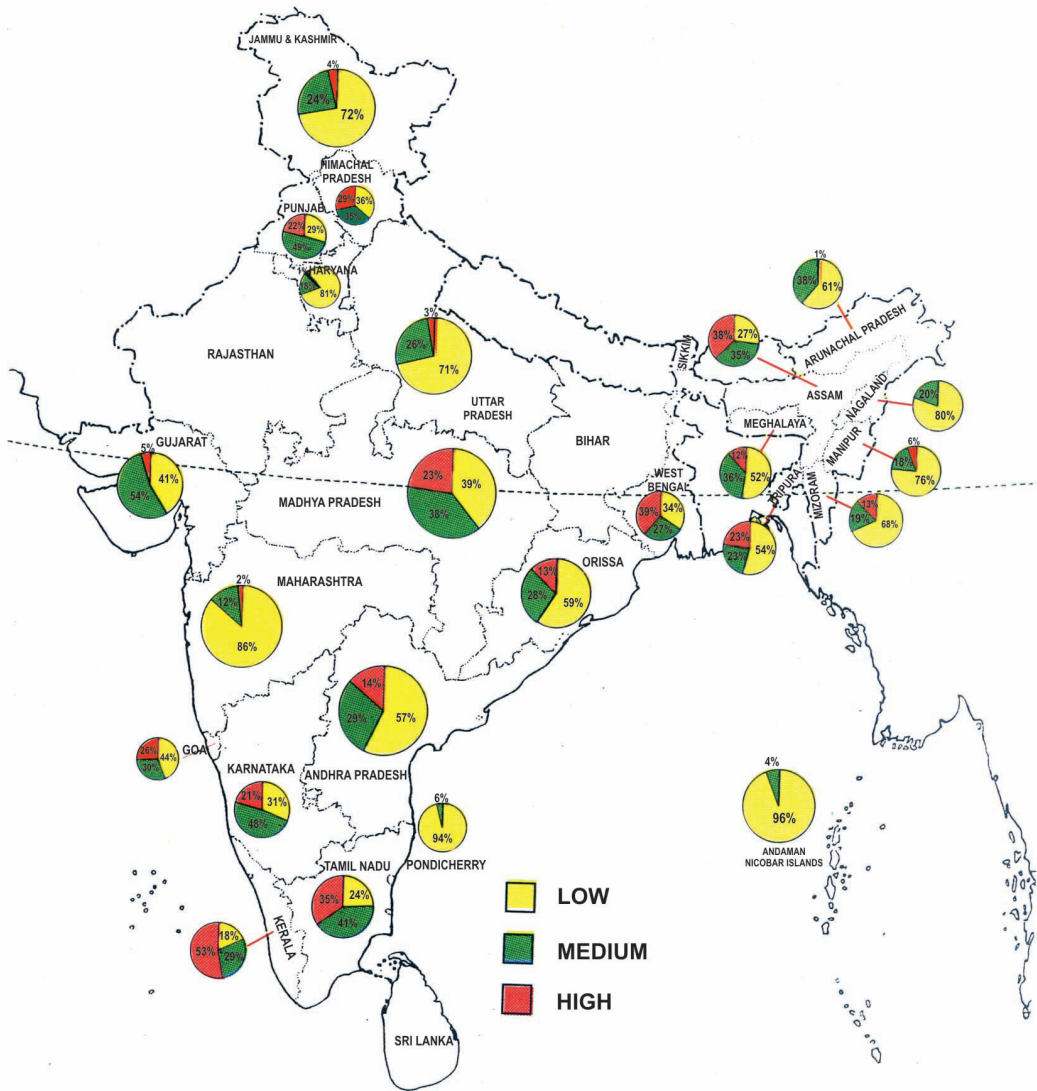 JAMMU & KASHMIR
4%
24%
72%
HIMACHAL
PRADESH
29%
36%
35%
PUNJAB
22%
29%
49%
HARYANA
1%
18%
81%
RAJASTHAN
3%
26%
71%
UTTAR
PRADESH
SIKKIM
1%
38%
61%
ARUNACHAL PRADESH
38%
27%
35%
ASSAM
NAGALAND
20%
80%
MEGHALAYA
12%
36%
52%
MANIPUR
6%
18%
76%
BIHAR
GUJARAT
5%
41%
54%
MADHYA PRADESH
23%
39%
38%
WEST
BENGAL
39%
34%
27%
TRIPURA
23%
54%
23%
MIZORAM
13%
19%
68%
ORISSA
13%
28%
59%
MAHARASHTRA
2%
12%
86%
14%
29%
57%
ANDHRA PRADESH
GOA
26%
44%
30%
KARNATAKA
21%
31%
48%
6%
94%
PONDICHERRY
4%
96%
ANDAMAN
NICOBAR ISLANDS
TAMIL NADU
35%
24%
41%
KERALA
18%
53%
29%
LOW
MEDIUM
HIGH
SRI LANKA